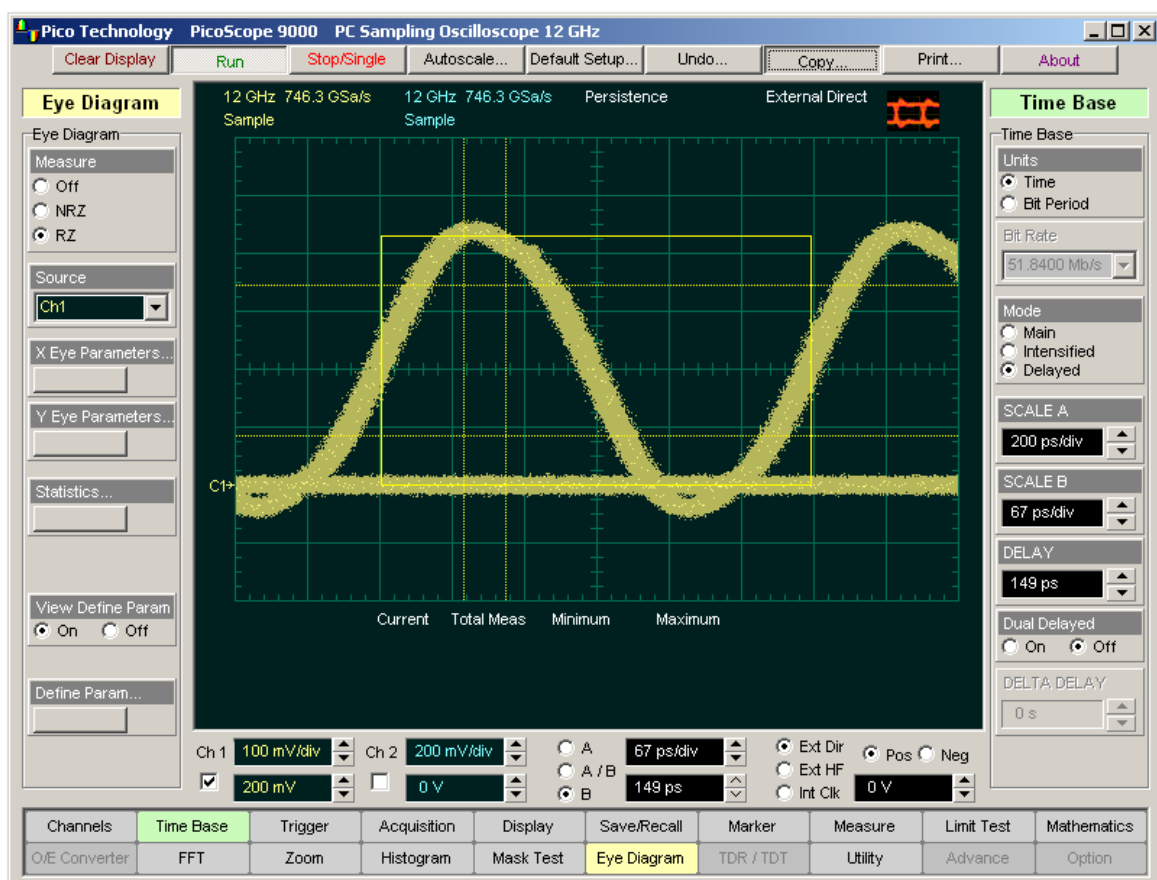 Pico Technology PicoScope 9000 PC Sampling Oscilloscope 12 GHz
Clear Display Run Stop/Single Autoscale... Default Setup... Undo... Copy... Print... About
Eye Diagram
Eye Diagram
Measure
Off
NRZ
RZ
Source
Ch1
X Eye Parameters...
Y Eye Parameters...
Statistics...
View Define Param
On Off
Define Param...
12 GHz 746.3 GSa/s 12 GHz 746.3 GSa/s Persistence External Direct
Sample Sample
C1
Current Total Meas Minimum Maximum
Time Base
Time Base
Units
Time
Bit Period
Bit Rate
51.8400 Mb/s
Mode
Main
Intensified
Delayed
SCALE A
200 ps/div
SCALE B
67 ps/div
DELAY
149 ps
Dual Delayed
On Off
DELTA DELAY
0 s
Ch 1 100 mV/div Ch 2 200 mV/div A 67 ps/div Ext Dir Pos Neg
A / B Ext HF
200 mV 0 V B 149 ps Int Clk 0 V
Channels Time Base Trigger Acquisition Display Save/Recall Marker Measure Limit Test Mathematics
O/E Converter FFT Zoom Histogram Mask Test Eye Diagram TDR / TDT Utility Advance Option